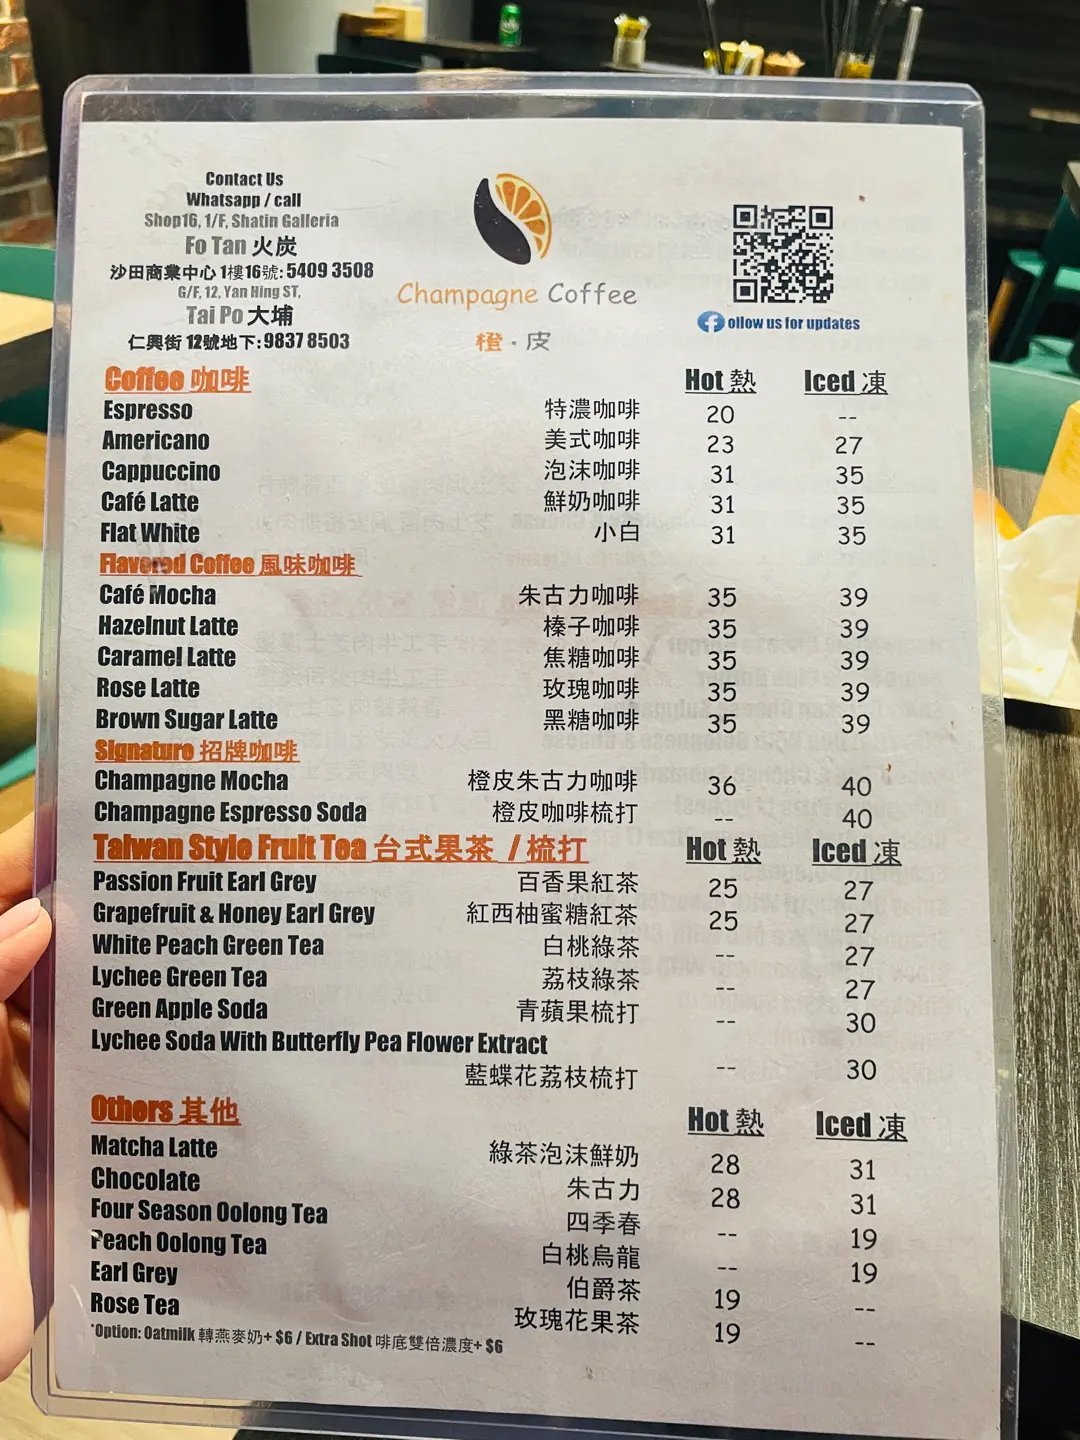 Contact Us
Whatsapp / call
Shop16, 1/F, Shatin Galleria
Fo Tan 火炭
沙田商業中心 1樓16號: 5409 3508
G/F, 12, Yan Hing ST,
Tai Po 大埔
仁興街 12號地下: 9837 8503
Champagne Coffee
橙 · 皮
ollow us for updates
Coffee 咖啡 Hot 熱 Iced 凍
Espresso 特濃咖啡 20 --
Americano 美式咖啡 23 27
Cappuccino 泡沫咖啡 31 35
Café Latte 鮮奶咖啡 31 35
Flat White 小白 31 35
Flavered Coffee 風味咖啡
Café Mocha 朱古力咖啡 35 39
Hazelnut Latte 榛子咖啡 35 39
Caramel Latte 焦糖咖啡 35 39
Rose Latte 玫瑰咖啡 35 39
Brown Sugar Latte 黑糖咖啡 35 39
Signature 招牌咖啡
Champagne Mocha 橙皮朱古力咖啡 36 40
Champagne Espresso Soda 橙皮咖啡梳打 -- 40
Taiwan Style Fruit Tea 台式果茶 / 梳打 Hot 熱 Iced 凍
Passion Fruit Earl Grey 百香果紅茶 25 27
Grapefruit & Honey Earl Grey 紅西柚蜜糖紅茶 25 27
White Peach Green Tea 白桃綠茶 -- 27
Lychee Green Tea 荔枝綠茶 -- 27
Green Apple Soda 青蘋果梳打 -- 30
Lychee Soda With Butterfly Pea Flower Extract
藍蝶花荔枝梳打 -- 30
Others 其他 Hot 熱 Iced 凍
Matcha Latte 綠茶泡沫鮮奶 28 31
Chocolate 朱古力 28 31
Four Season Oolong Tea 四季春 -- 19
Peach Oolong Tea 白桃烏龍 -- 19
Earl Grey 伯爵茶 19 --
Rose Tea 玫瑰花果茶 19 --
*Option: Oatmilk 轉燕麥奶+ $6 / Extra Shot 啡底雙倍濃度+ $6